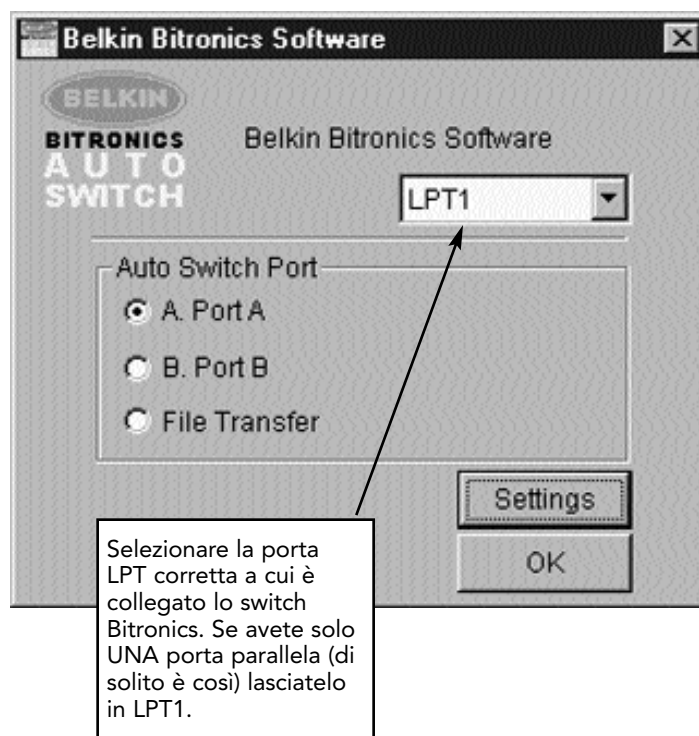 Belkin Bitronics Software
BELKIN
BITRONICS
AUTO
SWITCH
Belkin Bitronics Software
LPT1
Auto Switch Port
A. Port A
B. Port B
File Transfer
Settings
OK
Selezionare la porta
LPT corretta a cui è
collegato lo switch
Bitronics. Se avete solo
UNA porta parallela (di
solito è così) lasciatelo
in LPT1.